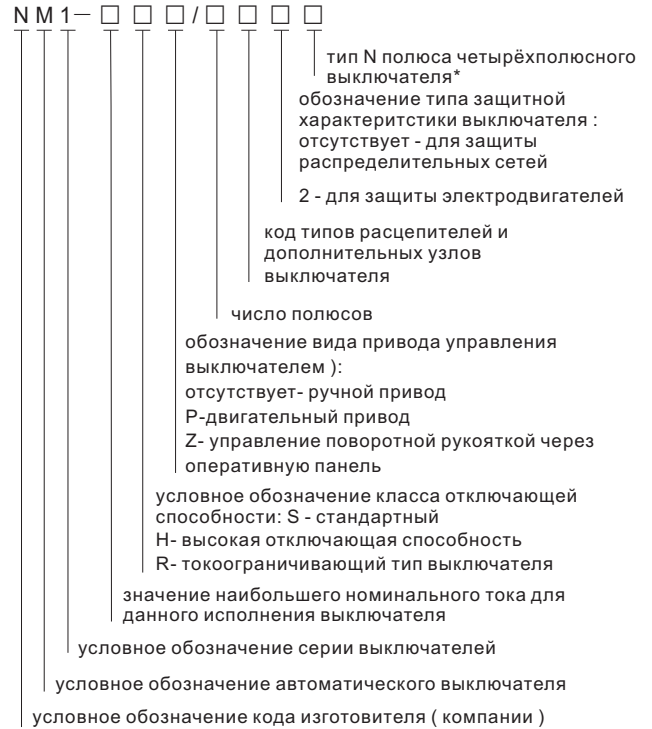 NM1-□□□/□□□□
тип N полюса четырёхполюсного
выключателя*
обозначение типа защитной
характеритстики выключателя :
отсутствует - для защиты
распределительных сетей
2 - для защиты электродвигателей
код типов расцепителей и
дополнительных узлов
выключателя
число полюсов
обозначение вида привода управления
выключателем ):
отсутствует- ручной привод
P-двигательный привод
Z- управление поворотной рукояткой через
оперативную панель
условное обозначение класса отключающей
способности: S - стандартный
H- высокая отключающая способность
R- токоограничивающий тип выключателя
значение наибольшего номинального тока для
данного исполнения выключателя
условное обозначение серии выключателей
условное обозначение автоматического выключателя
условное обозначение кода изготовителя ( компании )